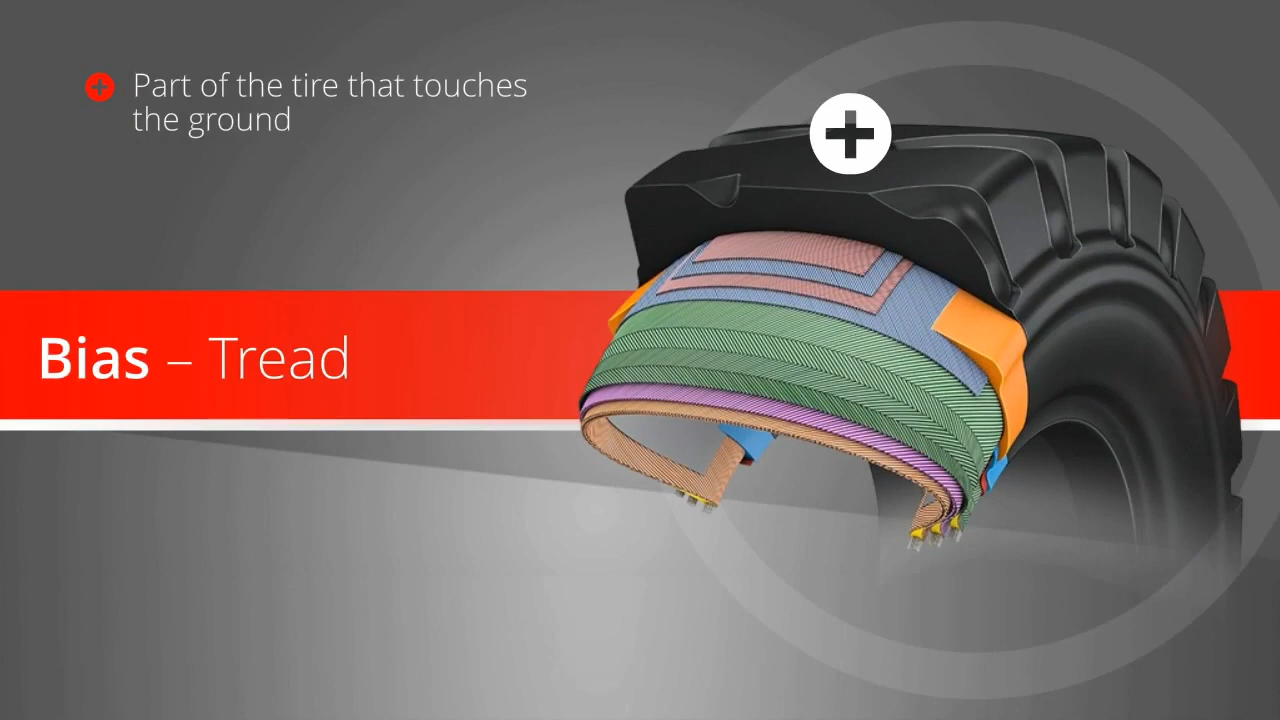 Part of the tire that touches
the ground
Bias – Tread